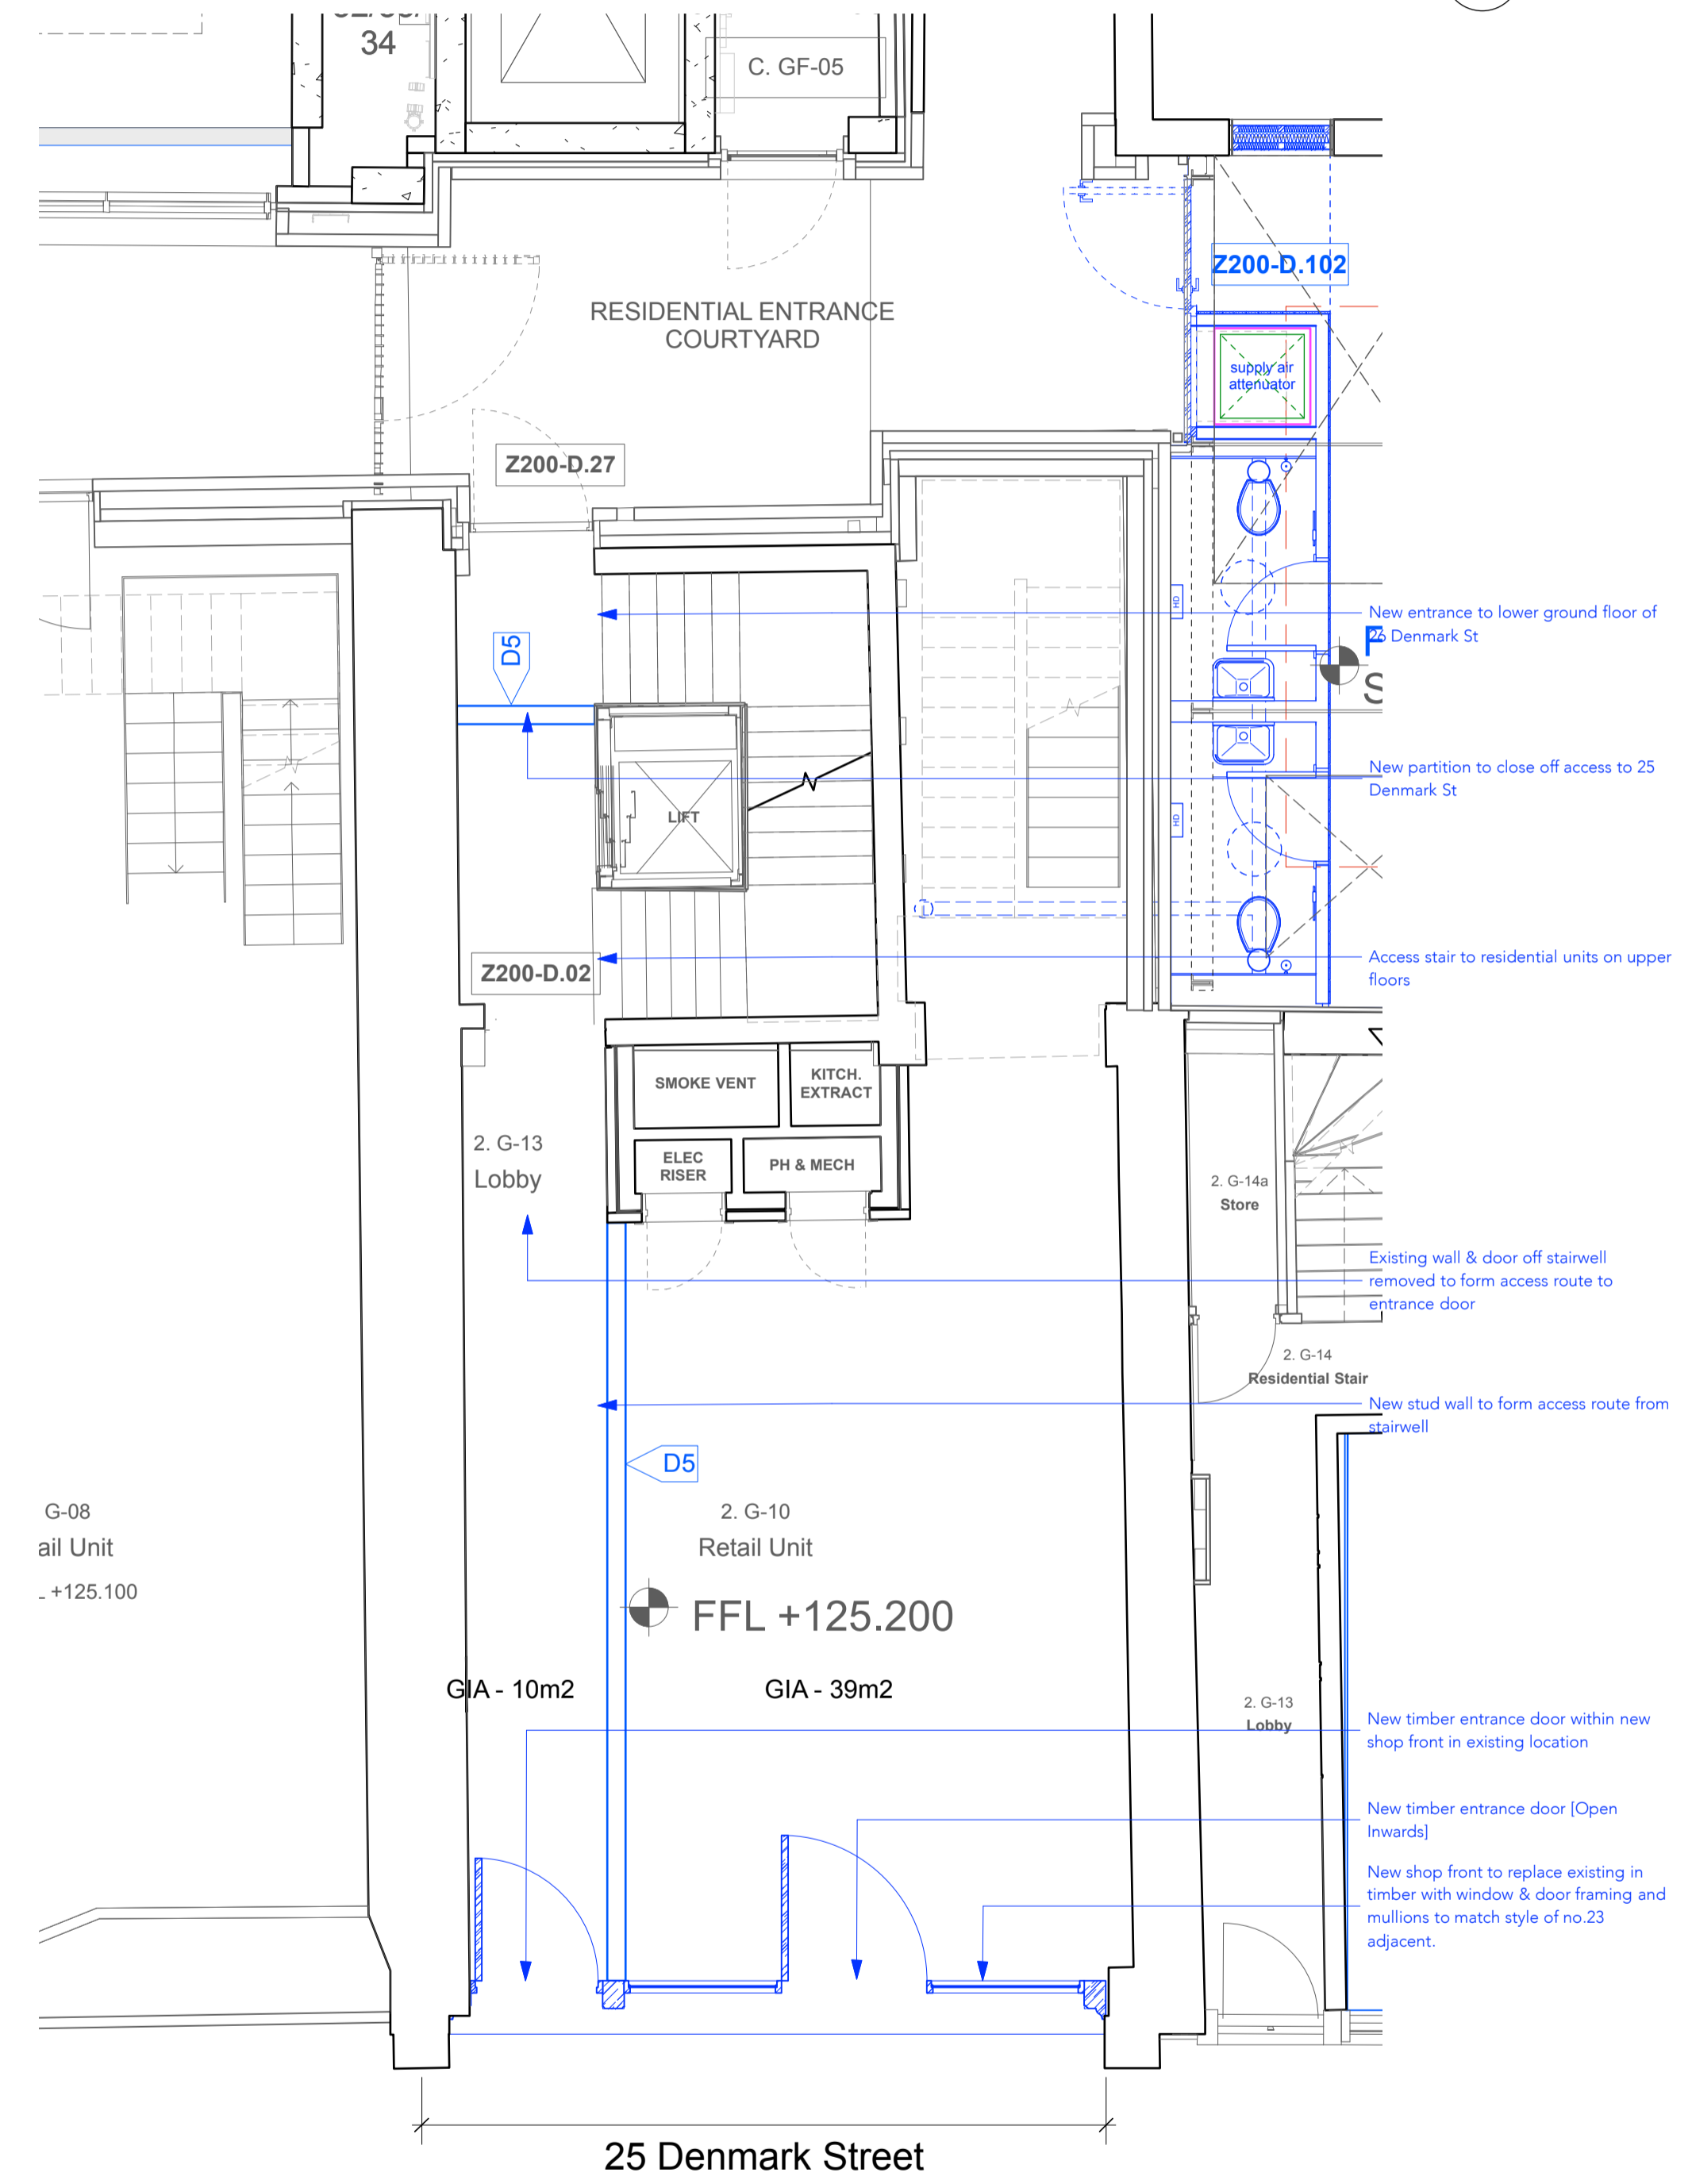 34
C. GF-05
RESIDENTIAL ENTRANCE
COURTYARD
Z200-D.102
supply air
attenuator
Z200-D.27
New entrance to lower ground floor of
26 Denmark St
HD
F
S
D5
New partition to close off access to 25
Denmark St
LIFT
HD
Access stair to residential units on upper
floors
Z200-D.02
SMOKE VENT
KITCH.
EXTRACT
2. G-13
Lobby
ELEC
RISER
PH & MECH
2. G-14a
Store
Existing wall & door off stairwell
removed to form access route to
entrance door
2. G-14
Residential Stair
New stud wall to form access route from
stairwell
D5
G-08
ail Unit
+125.100
2. G-10
Retail Unit
FFL +125.200
GIA - 10m2
GIA - 39m2
2. G-13
Lobby
New timber entrance door within new
shop front in existing location
New timber entrance door [Open
Inwards]
New shop front to replace existing in
timber with window & door framing and
mullions to match style of no.23
adjacent.
25 Denmark Street